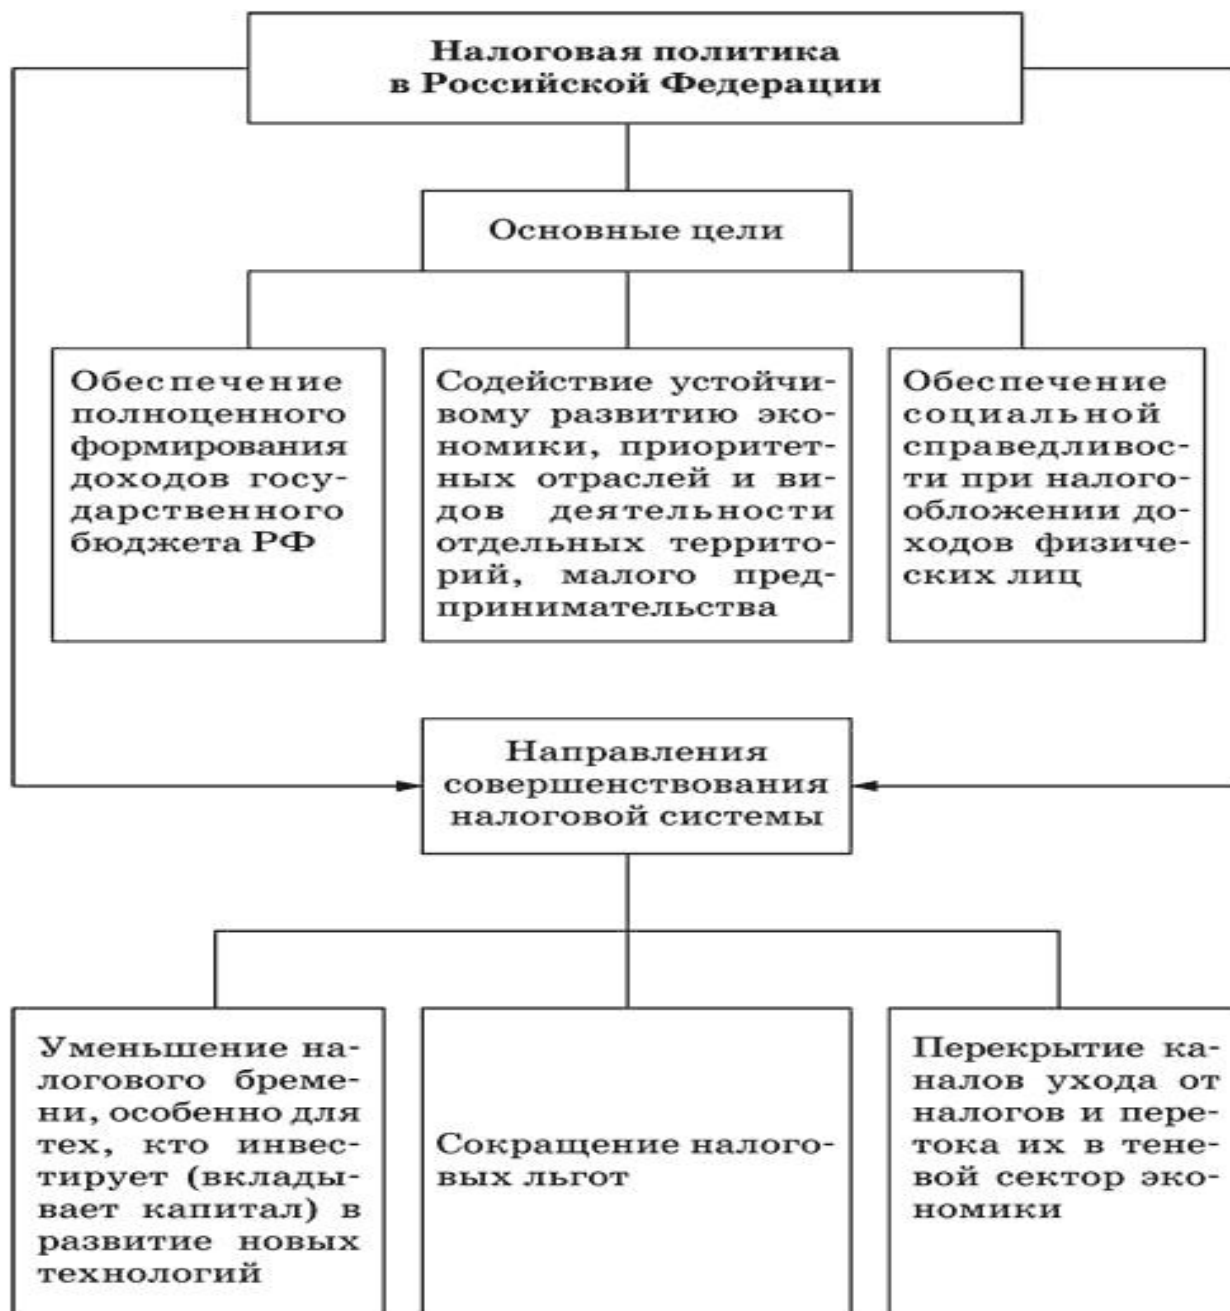 Налоговая политика
в Российской Федерации
Основные цели
Обеспечение
полноценного
формирования
доходов госу-
дарственного
бюджета РФ
Содействие устойчи-
вому развитию эко-
номики, приоритет-
ных отраслей и ви-
дов деятельности
отдельных террито-
рий, малого пред-
принимательства
Обеспечение
социальной
справедливос-
ти при налого-
обложении до-
ходов физиче-
ских лиц
Направления
совершенствования
налоговой системы
Уменьшение на-
логового бреме-
ни, особенно для
тех, кто инвес-
тирует (вклады-
вает капитал) в
развитие новых
технологий
Сокращение налого-
вых льгот
Перекрытие ка-
налов ухода от
налогов и пере-
тока их в тене-
вой сектор эко-
номики